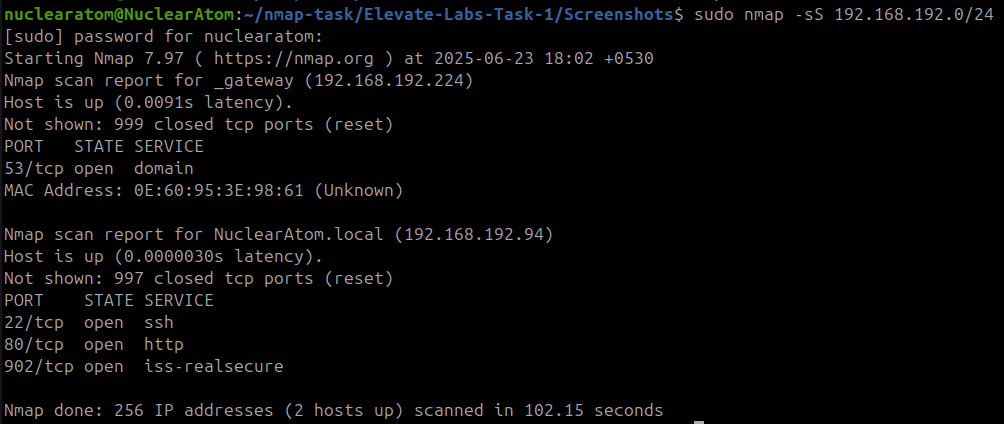 nuclearatom@NuclearAtom:~/nmap-task/Elevate-Labs-Task-1/Screenshots$ sudo nmap -sS 192.168.192.0/24
[sudo] password for nuclearatom:
Starting Nmap 7.97 ( https://nmap.org ) at 2025-06-23 18:02 +0530
Nmap scan report for _gateway (192.168.192.224)
Host is up (0.0091s latency).
Not shown: 999 closed tcp ports (reset)
PORT   STATE SERVICE
53/tcp open  domain
MAC Address: 0E:60:95:3E:98:61 (Unknown)

Nmap scan report for NuclearAtom.local (192.168.192.94)
Host is up (0.0000030s latency).
Not shown: 997 closed tcp ports (reset)
PORT    STATE SERVICE
22/tcp  open  ssh
80/tcp  open  http
902/tcp open  iss-realsecure

Nmap done: 256 IP addresses (2 hosts up) scanned in 102.15 seconds